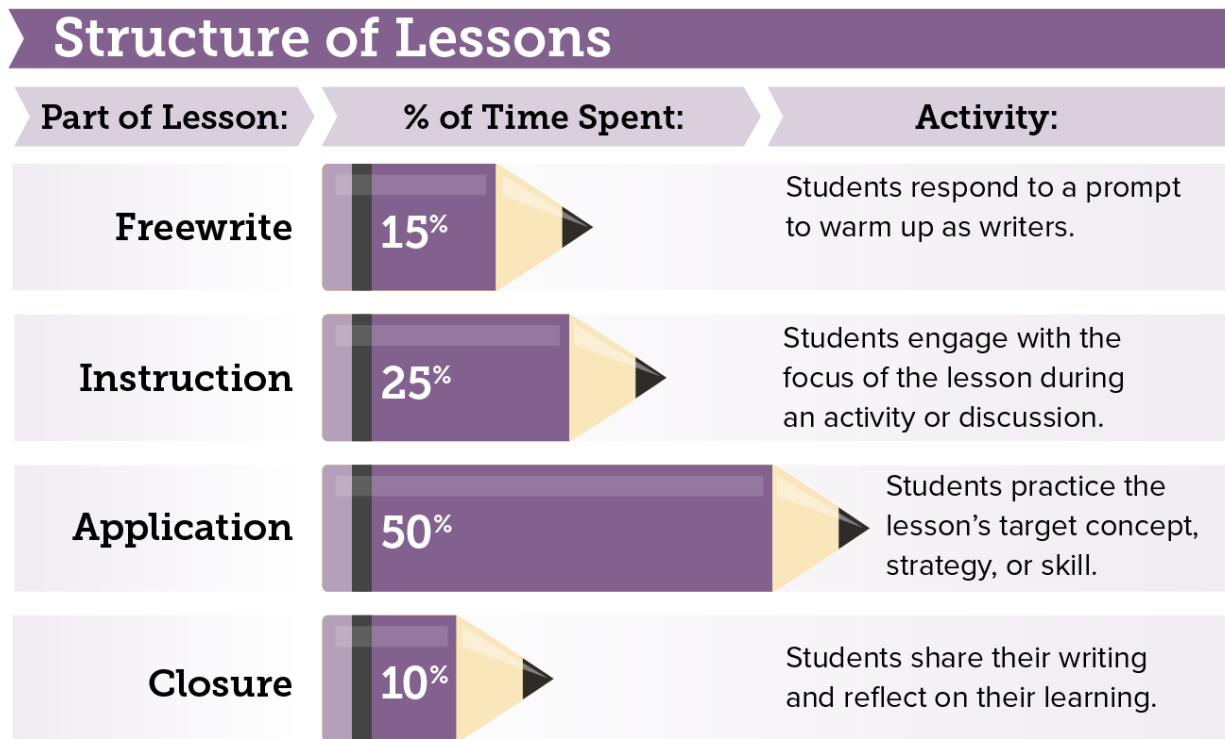 Structure of Lessons
Part of Lesson:
% of Time Spent:
Activity:
Freewrite
15%
Students respond to a prompt
to warm up as writers.
Instruction
25%
Students engage with the
focus of the lesson during
an activity or discussion.
Application
50%
Students practice the
lesson’s target concept,
strategy, or skill.
Closure
10%
Students share their writing
and reflect on their learning.